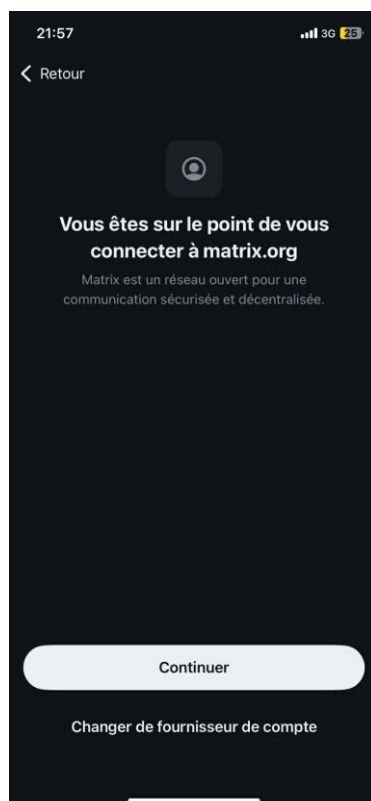 21:57
3G 25
Retour
Vous êtes sur le point de vous
connecter à matrix.org
Matrix est un réseau ouvert pour une
communication sécurisée et décentralisée.
Continuer
Changer de fournisseur de compte